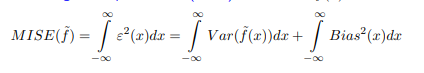 MISE(f̃) = ∫_{-∞}^{∞} ε²(x)dx = ∫_{-∞}^{∞} Var(f̃(x))dx + ∫_{-∞}^{∞} Bias²(x)dx